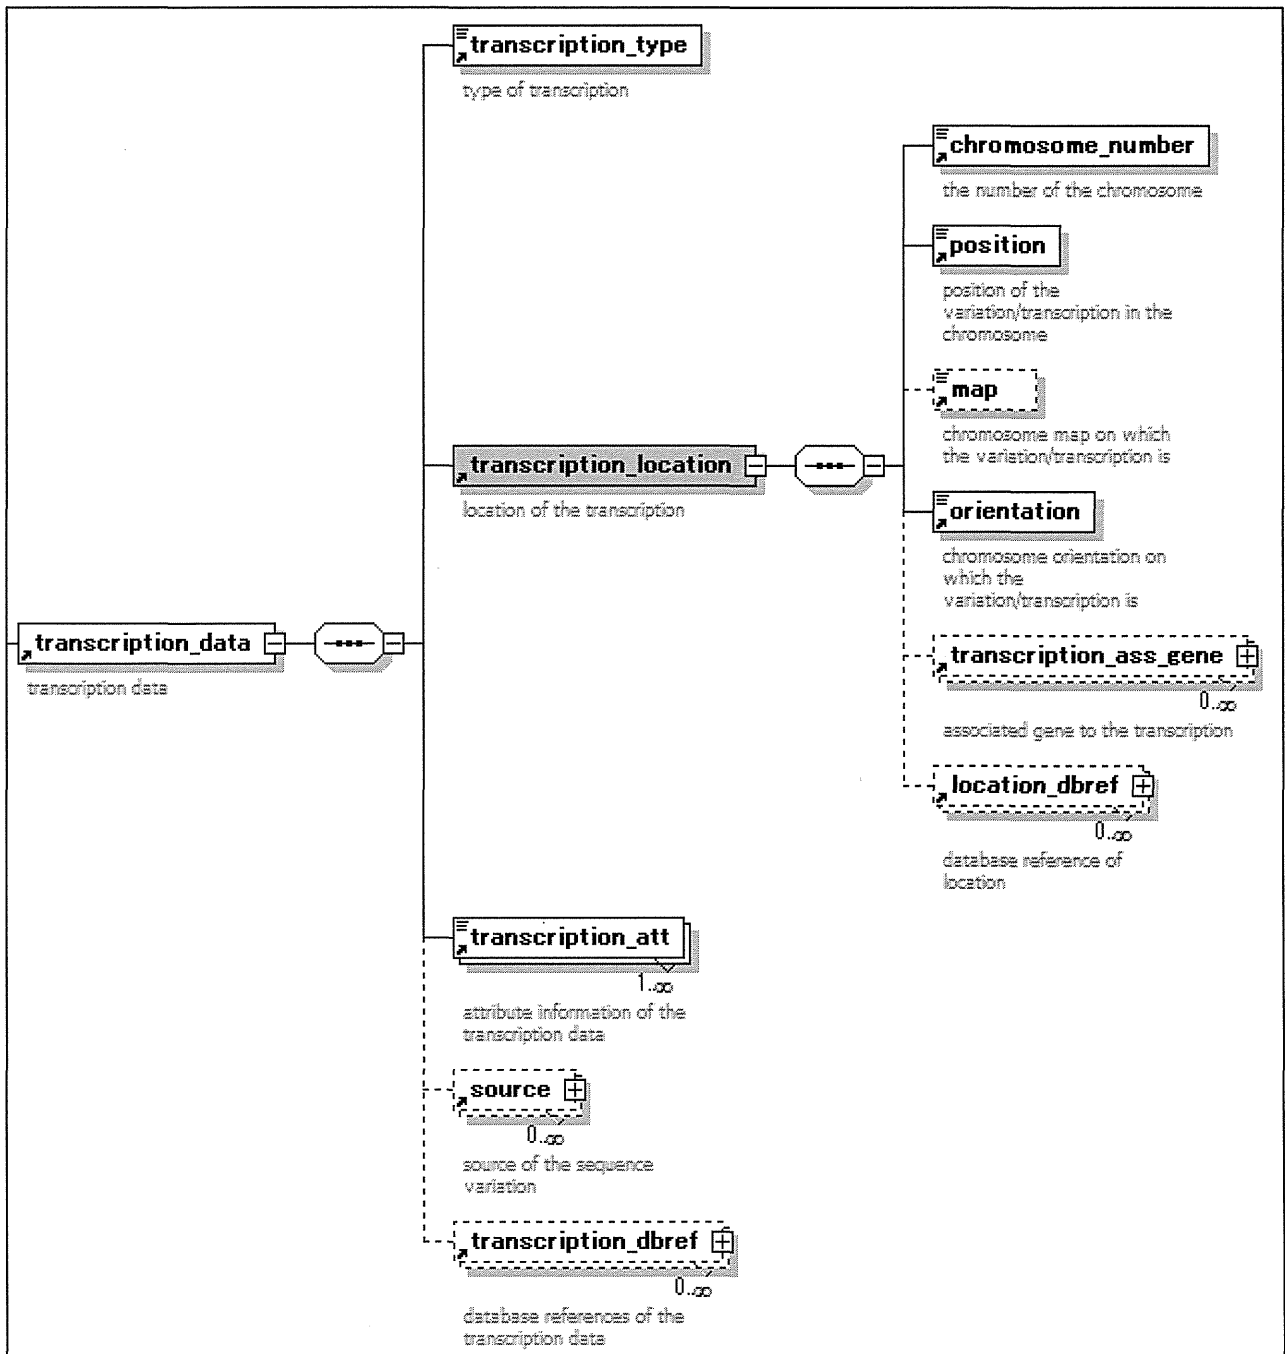 transcription_type
type of transcription
chromosome_number
the number of the chromosome
position
position of the
variation/transcription in the
chromosome
map
chromosome map on which
the variation/transcription is
transcription_location
location of the transcription
orientation
chromosome orientation on
which the
variation/transcription is
transcription_data
transcription data
transcription_ass_gene
0..∞
associated gene to the transcription
location_dbref
0..∞
database reference of
location
transcription_att
1..∞
attribute information of the
transcription data
source
0..∞
source of the sequence
variation
transcription_dbref
0..∞
database references of the
transcription data